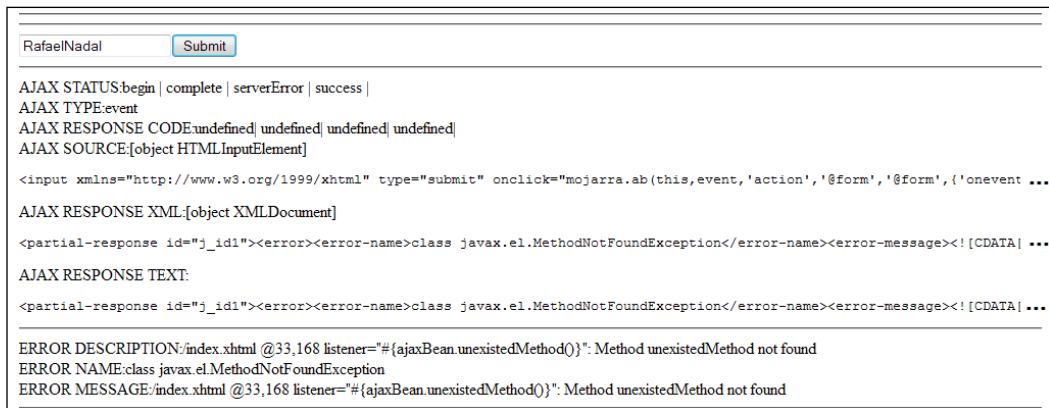 RafaelNadal Submit
AJAX STATUS:begin | complete | serverError | success |
AJAX TYPE:event
AJAX RESPONSE CODE:undefined| undefined| undefined| undefined|
AJAX SOURCE:[object HTMLInputElement]
<input xmlns="http://www.w3.org/1999/xhtml" type="submit" onclick="mojarra.ab(this,event,'action','@form','@form',{'onevent ...
AJAX RESPONSE XML:[object XMLDocument]
<partial-response id="j_id1"><error><error-name>class javax.el.MethodNotFoundException</error-name><error-message><![CDATA[ ...
AJAX RESPONSE TEXT:
<partial-response id="j_id1"><error><error-name>class javax.el.MethodNotFoundException</error-name><error-message><![CDATA[ ...
ERROR DESCRIPTION:/index.xhtml @33,168 listener="#{ajaxBean.unexistedMethod()}": Method unexistedMethod not found
ERROR NAME:class javax.el.MethodNotFoundException
ERROR MESSAGE:/index.xhtml @33,168 listener="#{ajaxBean.unexistedMethod()}": Method unexistedMethod not found